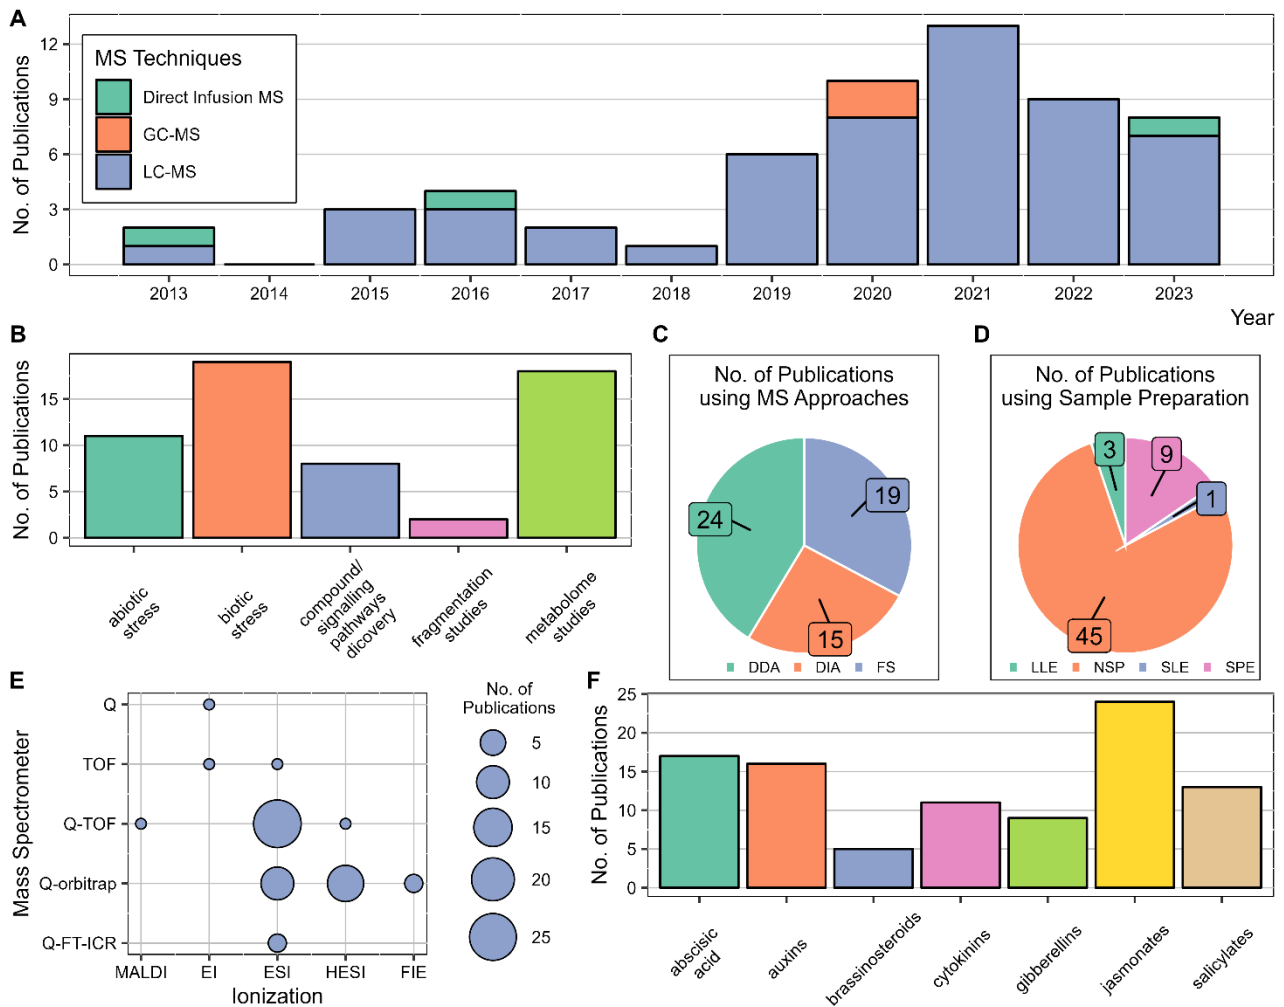 A
No. of Publications
12
9
6
3
0
MS Techniques
Direct Infusion MS
GC-MS
LC-MS
2013 2014 2015 2016 2017 2018 2019 2020 2021 2022 2023
Year
B
No. of Publications
15
10
5
0
abiotic
stress
biotic
stress
compound/
signalling
pathways
dicovery
fragmentation
studies
metabolome
studies
C
No. of Publications
using MS Approaches
24
19
15
DDA DIA FS
D
No. of Publications
using Sample Preparation
3
9
1
45
LLE NSP SLE SPE
E
Mass Spectrometer
Q
TOF
Q-TOF
Q-orbitrap
Q-FT-ICR
MALDI EI ESI HESI FIE
Ionization
No. of
Publications
5
10
15
20
25
F
No. of Publications
25
20
15
10
5
0
abscisic
acid
auxins
brassinosteroids
cytokinins
gibberellins
jasmonates
salicylates